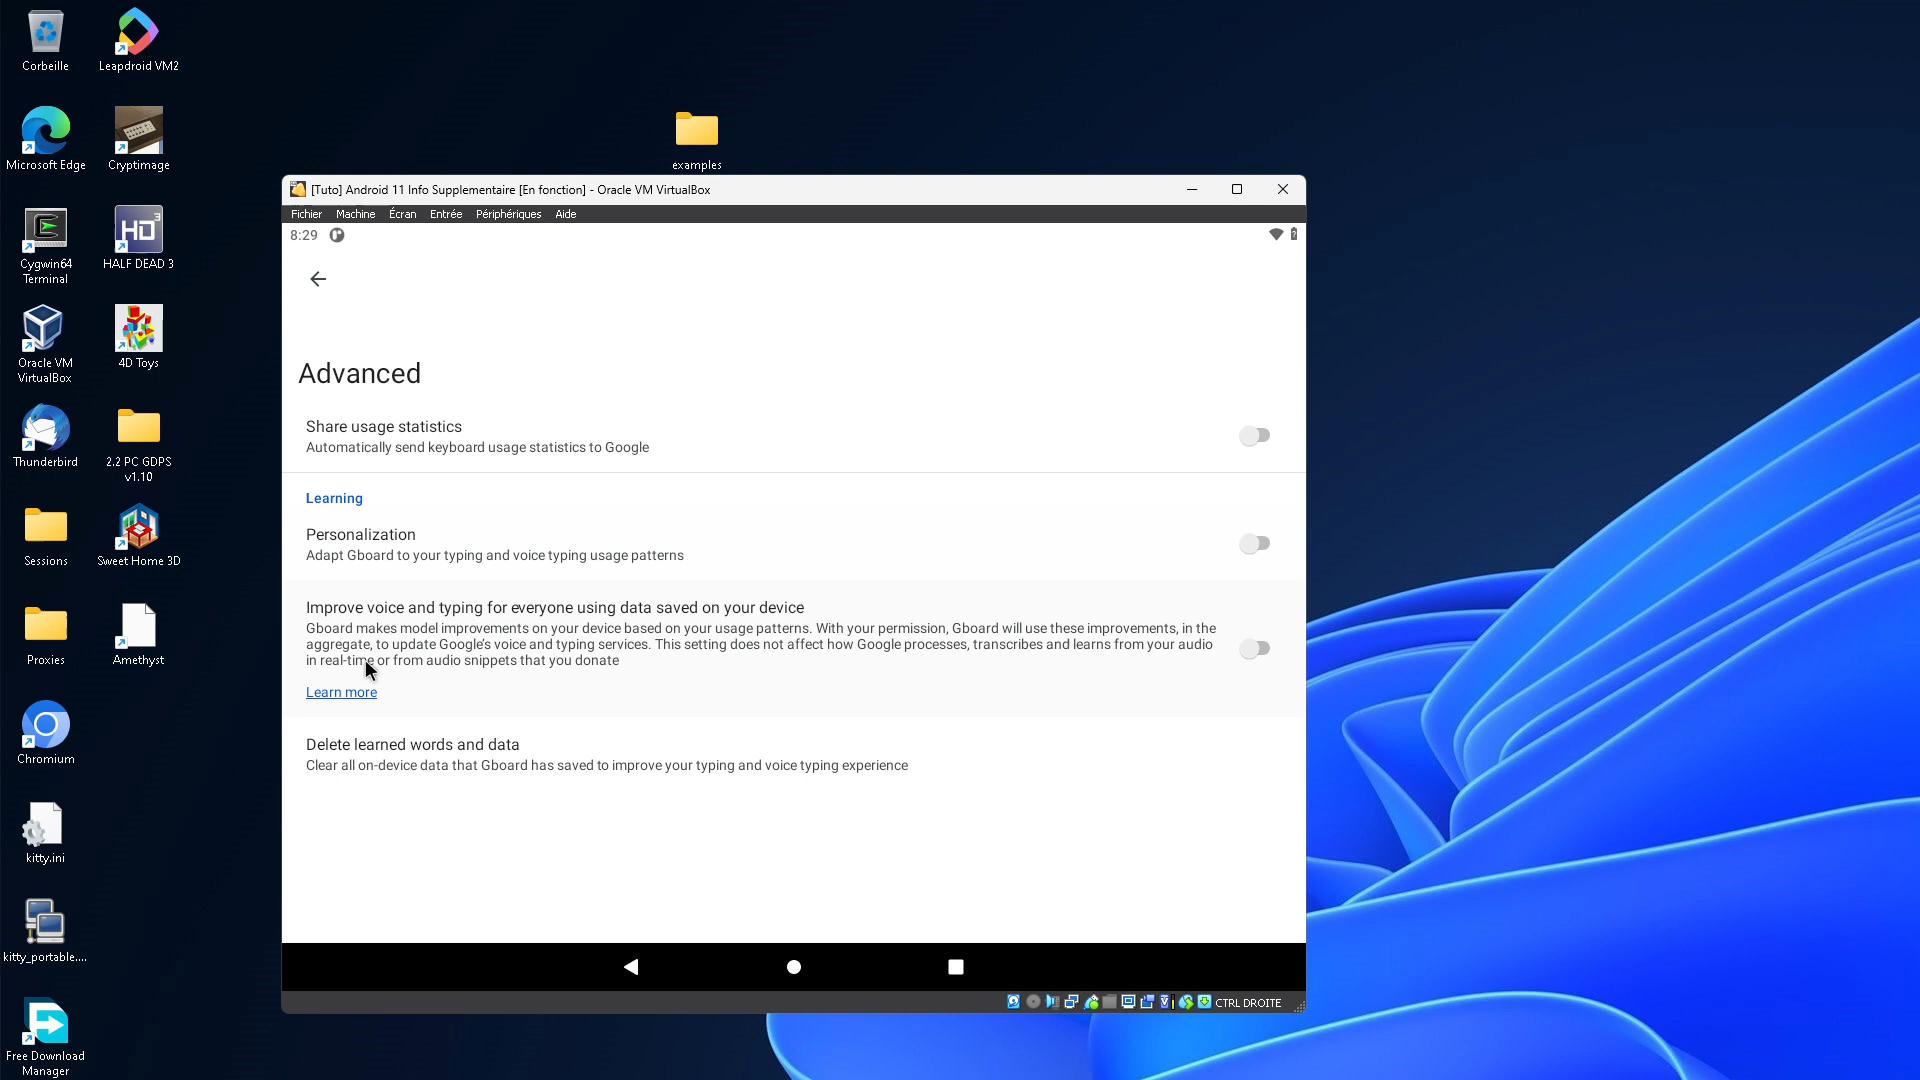 Corbeille
Leapdroid VM2
Microsoft Edge
Cryptimage
examples
Cygwin64
Terminal
HALF DEAD 3
Oracle VM
VirtualBox
4D Toys
Thunderbird
2.2 PC GDPS
v1.10
Sessions
Sweet Home 3D
Proxies
Amethyst
Chromium
kitty.ini
kitty_portable....
Free Download
Manager
[Tuto] Android 11 Info Supplementaire [En fonction] - Oracle VM VirtualBox
Fichier Machine Écran Entrée Périphériques Aide
8:29
Advanced
Share usage statistics
Automatically send keyboard usage statistics to Google
Learning
Personalization
Adapt Gboard to your typing and voice typing usage patterns
Improve voice and typing for everyone using data saved on your device
Gboard makes model improvements on your device based on your usage patterns. With your permission, Gboard will use these improvements, in the
aggregate, to update Google's voice and typing services. This setting does not affect how Google processes, transcribes and learns from your audio
in real-time or from audio snippets that you donate
Learn more
Delete learned words and data
Clear all on-device data that Gboard has saved to improve your typing and voice typing experience
CTRL DROITE